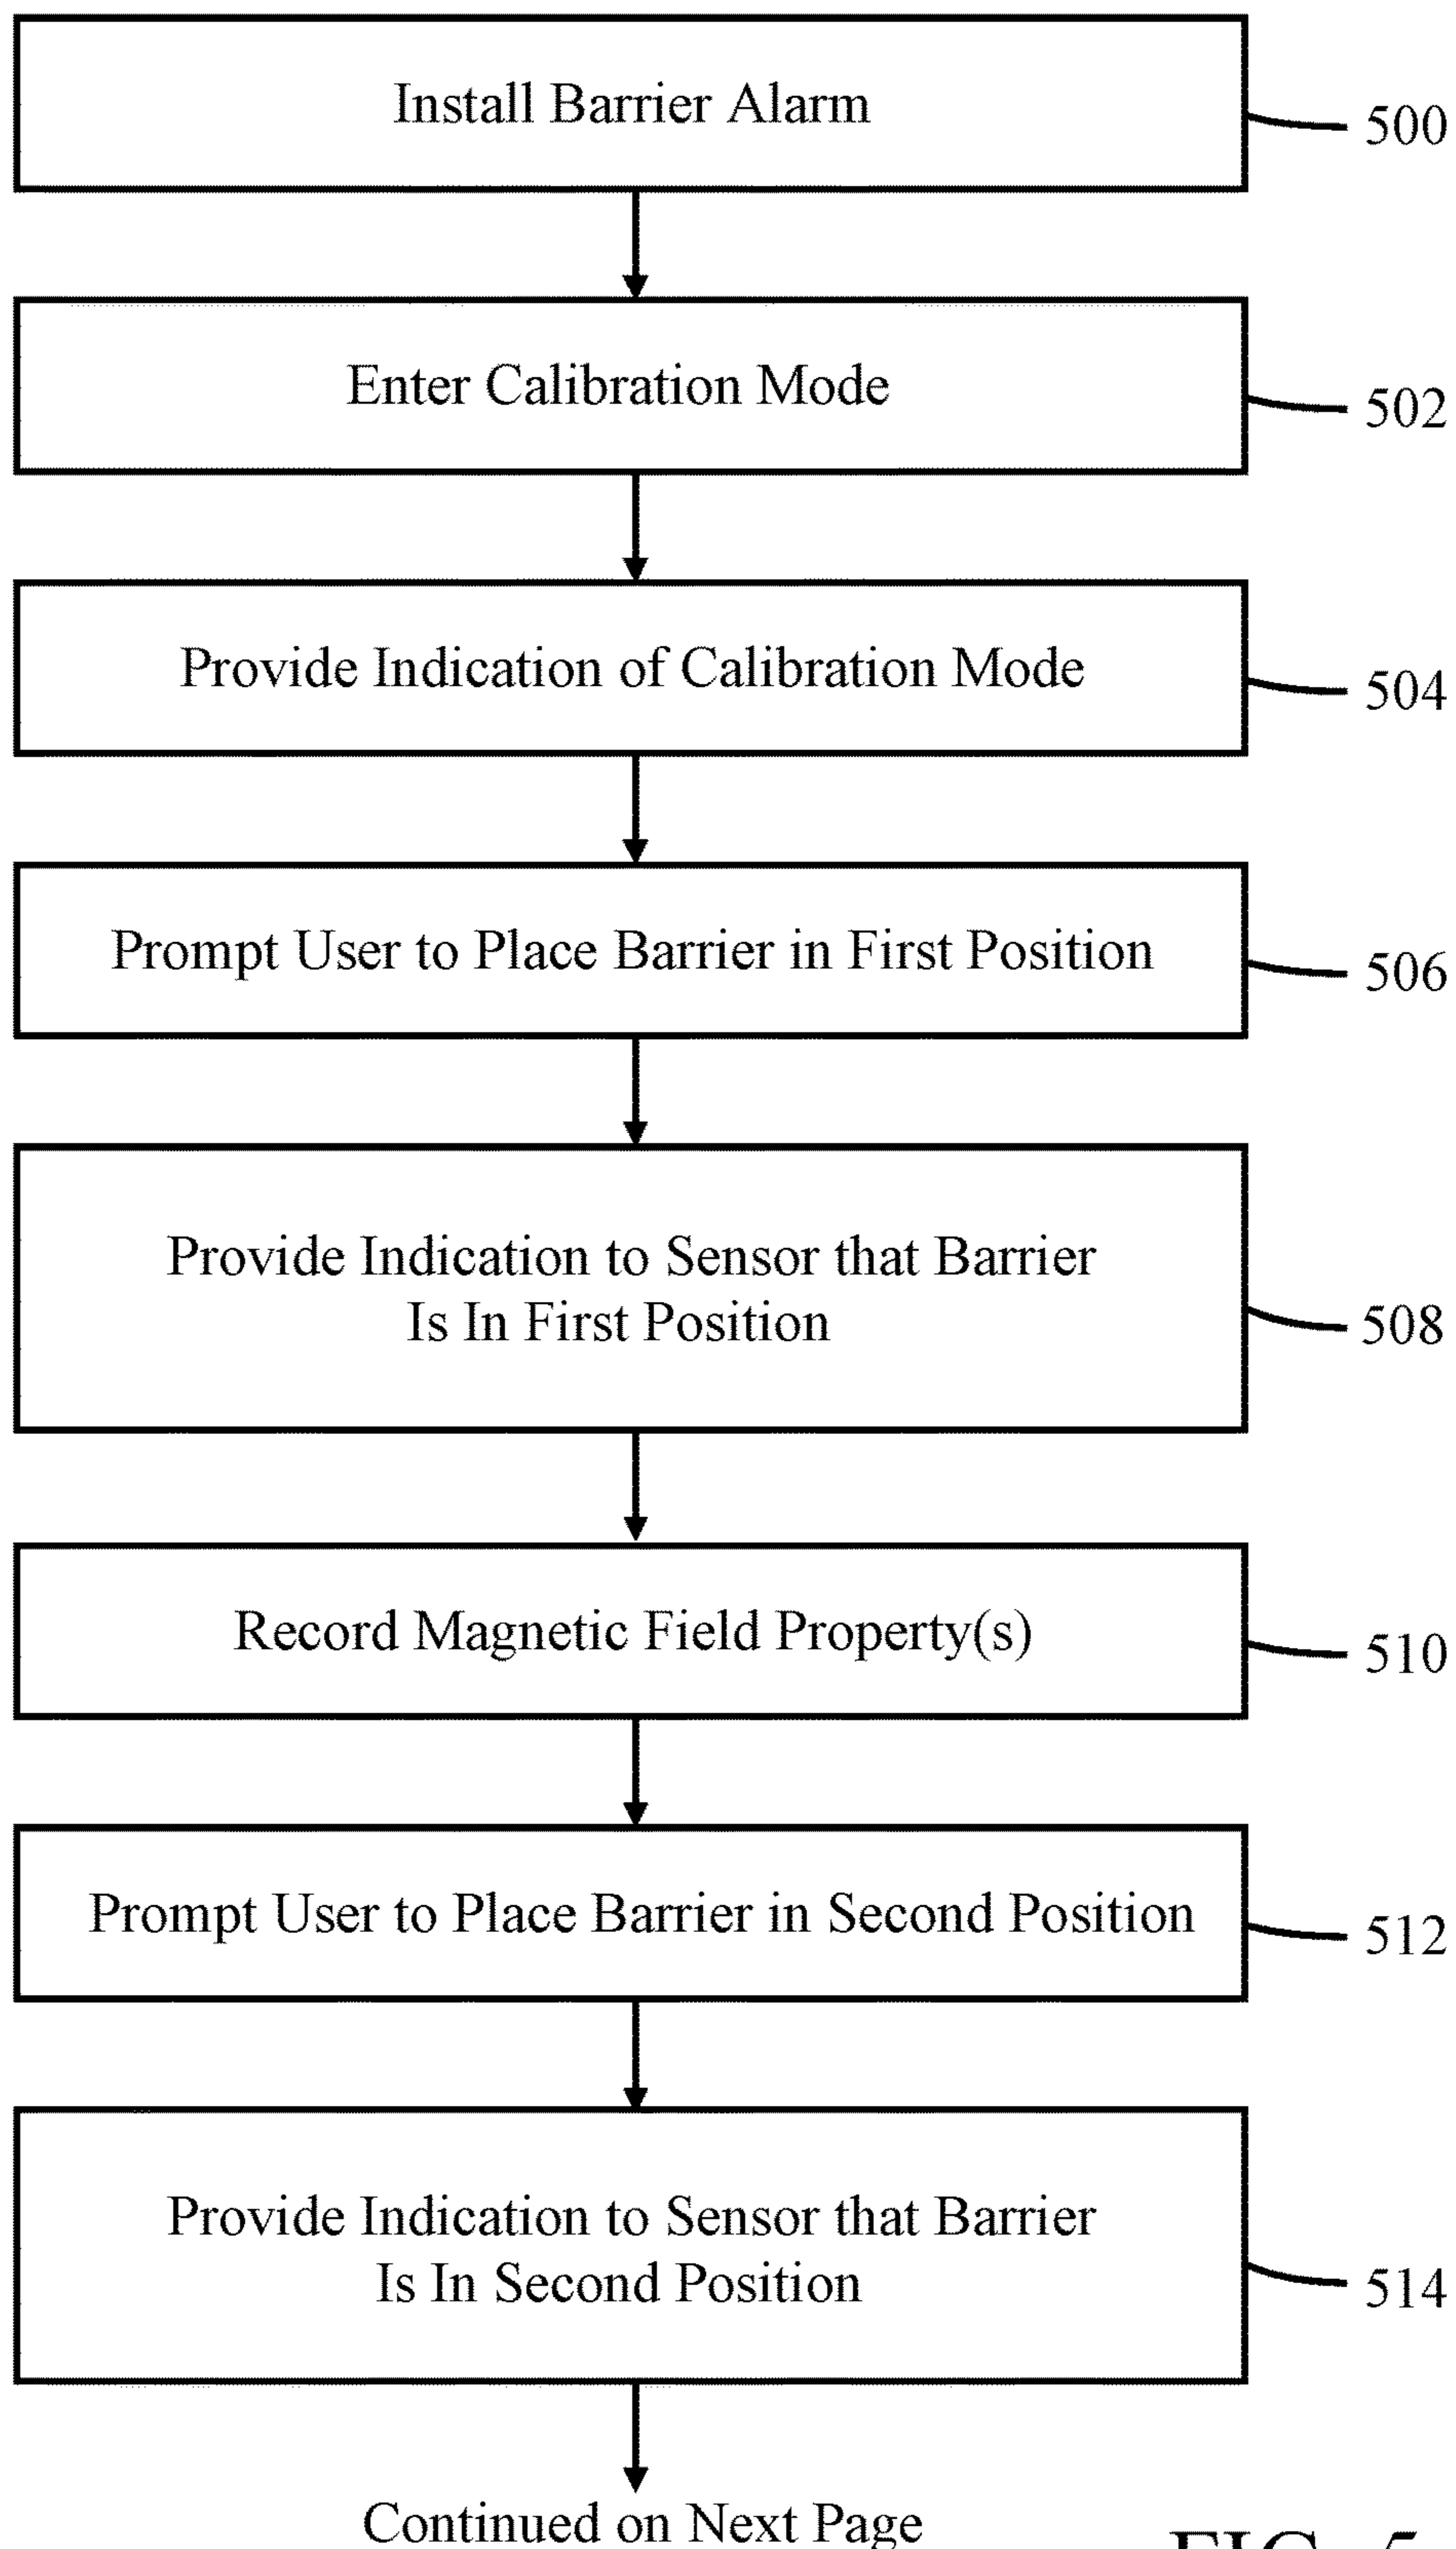 Install Barrier Alarm
500
Enter Calibration Mode
502
Provide Indication of Calibration Mode
504
Prompt User to Place Barrier in First Position
506
Provide Indication to Sensor that Barrier
Is In First Position
508
Record Magnetic Field Property(s)
510
Prompt User to Place Barrier in Second Position
512
Provide Indication to Sensor that Barrier
Is In Second Position
514
Continued on Next Page